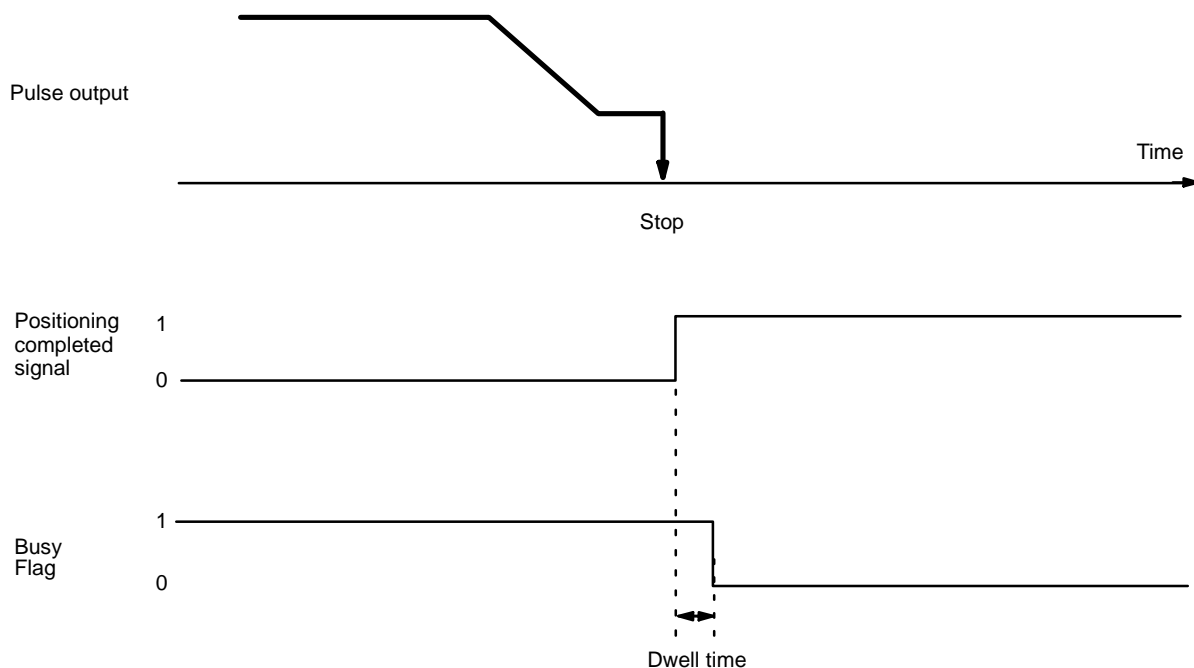 Pulse output
Time
Stop
Positioning
completed
signal
1
0
1
Busy
Flag
0
Dwell time